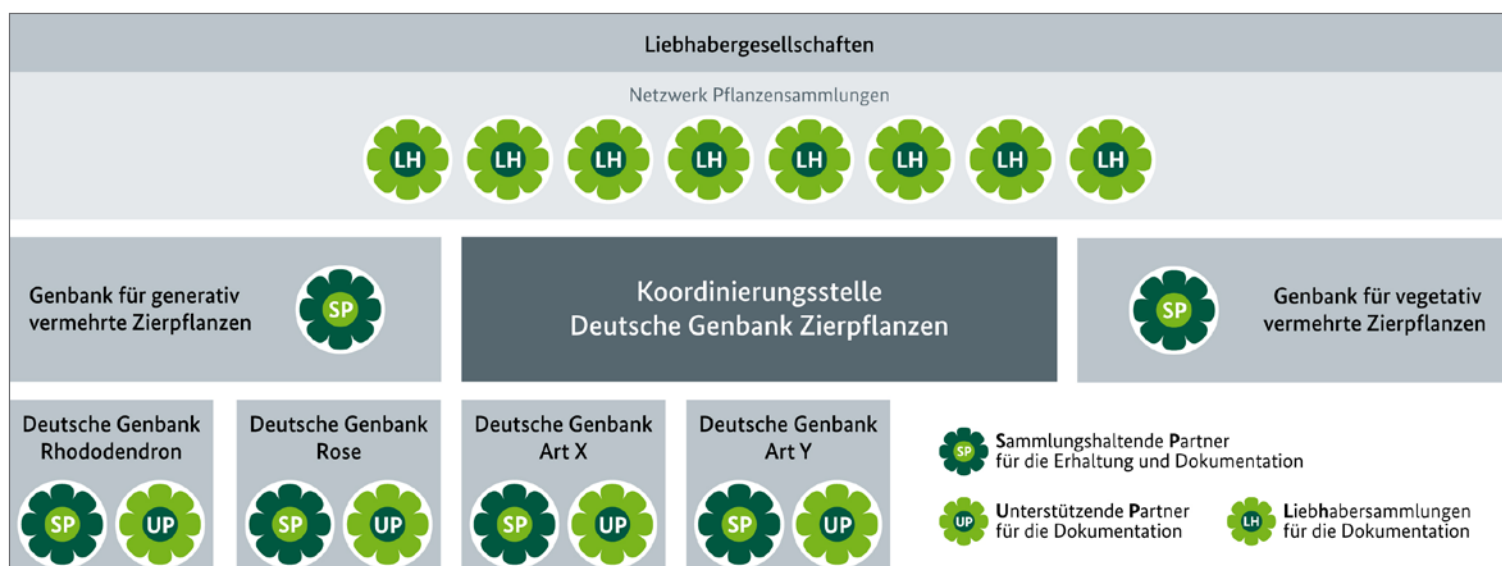 Liebhabergesellschaften
Netzwerk Pflanzensammlungen
LH LH LH LH LH LH LH LH
Genbank für generativ
vermehrte Zierpflanzen
SP
Koordinierungsstelle
Deutsche Genbank Zierpflanzen
SP
Genbank für vegetativ
vermehrte Zierpflanzen
Deutsche Genbank
Rhododendron
SP UP
Deutsche Genbank
Rose
SP UP
Deutsche Genbank
Art X
SP UP
Deutsche Genbank
Art Y
SP UP
SP
Sammlungshaltende Partner
für die Erhaltung und Dokumentation
UP
Unterstützende Partner
für die Dokumentation
LH
Liebhabersammlungen
für die Dokumentation